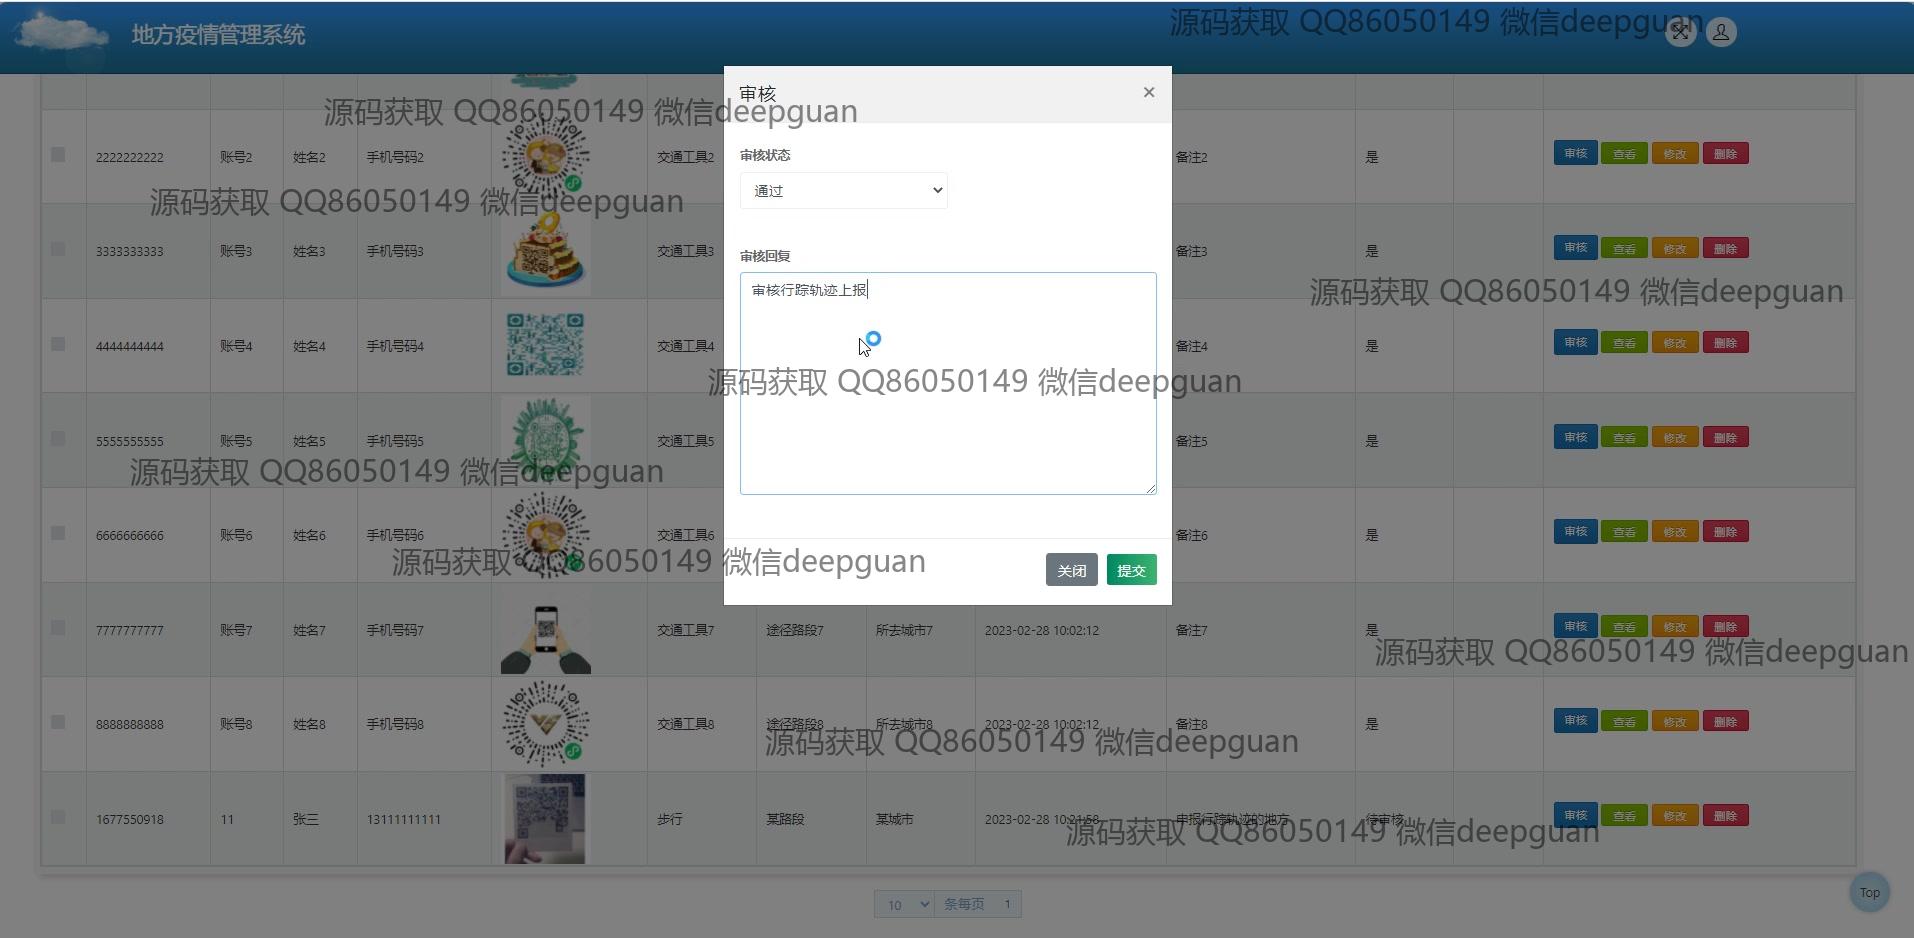 地方疫情管理系统
源码获取 QQ86050149 微信deepguan
审核
×
源码获取 QQ86050149 微信deepguan
2222222222 账号2 姓名2 手机号码2 交通工具2 备注2 是 审核 查看 修改 删除
审核状态
通过
源码获取 QQ86050149 微信deepguan
3333333333 账号3 姓名3 手机号码3 交通工具3 备注3 是 审核 查看 修改 删除
审核回复
审核行踪轨迹上报
源码获取 QQ86050149 微信deepguan
4444444444 账号4 姓名4 手机号码4 交通工具4 备注4 是 审核 查看 修改 删除
源码获取 QQ86050149 微信deepguan
5555555555 账号5 姓名5 手机号码5 交通工具5 备注5 是 审核 查看 修改 删除
源码获取 QQ86050149 微信deepguan
6666666666 账号6 姓名6 手机号码6 交通工具6 备注6 是 审核 查看 修改 删除
源码获取 QQ86050149 微信deepguan
关闭 提交
7777777777 账号7 姓名7 手机号码7 交通工具7 途径路段7 所去城市7 2023-02-28 10:02:12 备注7 是 审核 查看 修改 删除
源码获取 QQ86050149 微信deepguan
8888888888 账号8 姓名8 手机号码8 交通工具8 途径路段8 所去城市8 2023-02-28 10:02:12 备注8 是 审核 查看 修改 删除
源码获取 QQ86050149 微信deepguan
1677550918 11 张三 13111111111 步行 某路段 某城市 2023-02-28 10:21:58 申报行踪轨迹的地方 待审核 审核 查看 修改 删除
源码获取 QQ86050149 微信deepguan
Top
10 条每页 1